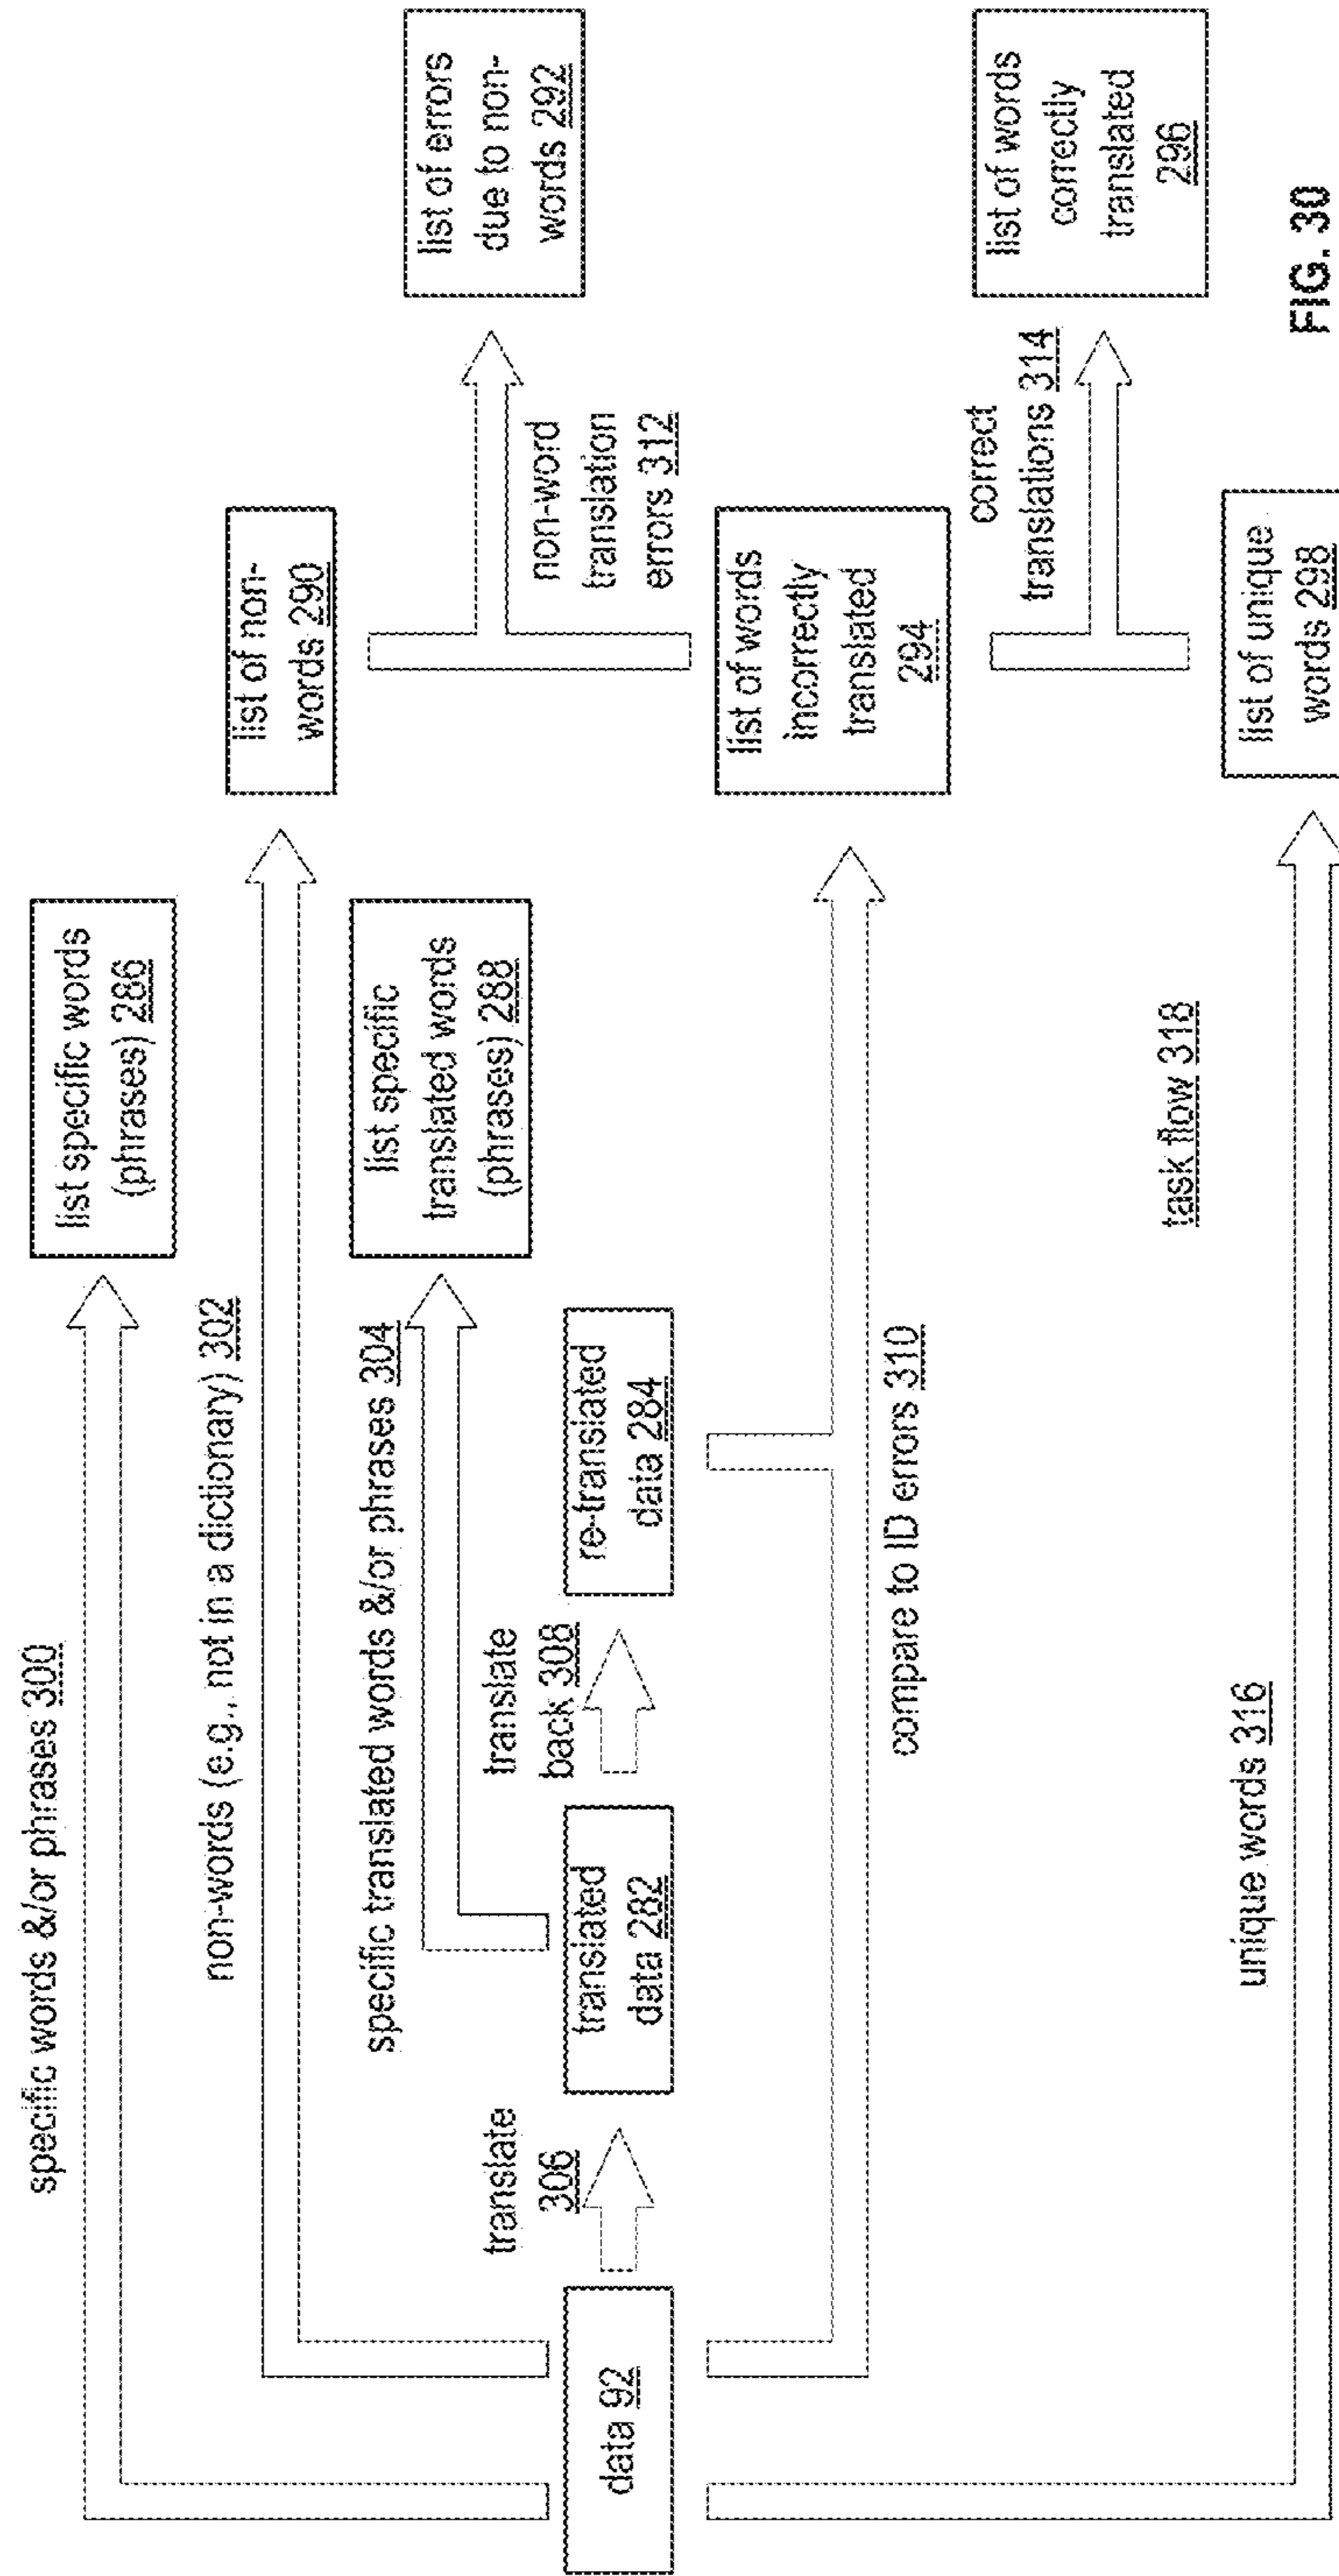 specific words &/or phrases 300
list specific words
(phrases) 286
non-words (e.g., not in a dictionary) 302
list of non-
words 290
specific translated words &/or phrases 304
list specific
translated words
(phrases) 288
list of errors
due to non-
words 292
non-word
translation
errors 312
data 92
translate
306
translated
data 282
translate
back 308
re-translated
data 284
compare to ID errors 310
list of words
incorrectly
translated
294
correct
translations 314
list of words
correctly
translated
296
unique words 316
task flow 318
list of unique
words 298
FIG. 30